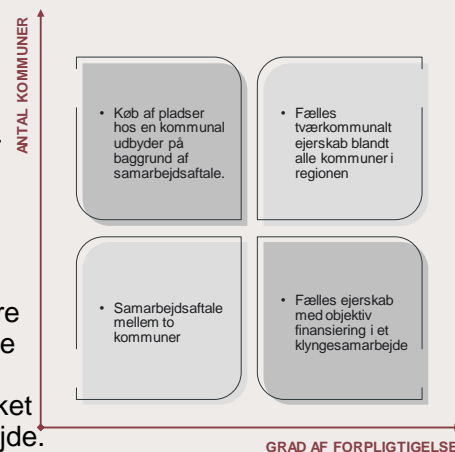 ANTAL KOMMUNER
• Køb af pladser
hos en kommunal
udbyder på
baggrund af
samarbejdsaftale.
• Fælles
tværkommunalt
ejerskab blandt
alle kommuner i
regionen
• Samarbejdsaftale
mellem to
kommuner
• Fælles ejerskab
med objektiv
finansiering i et
klyngesamarbejde
GRAD AF FORPLIGTIGELSE